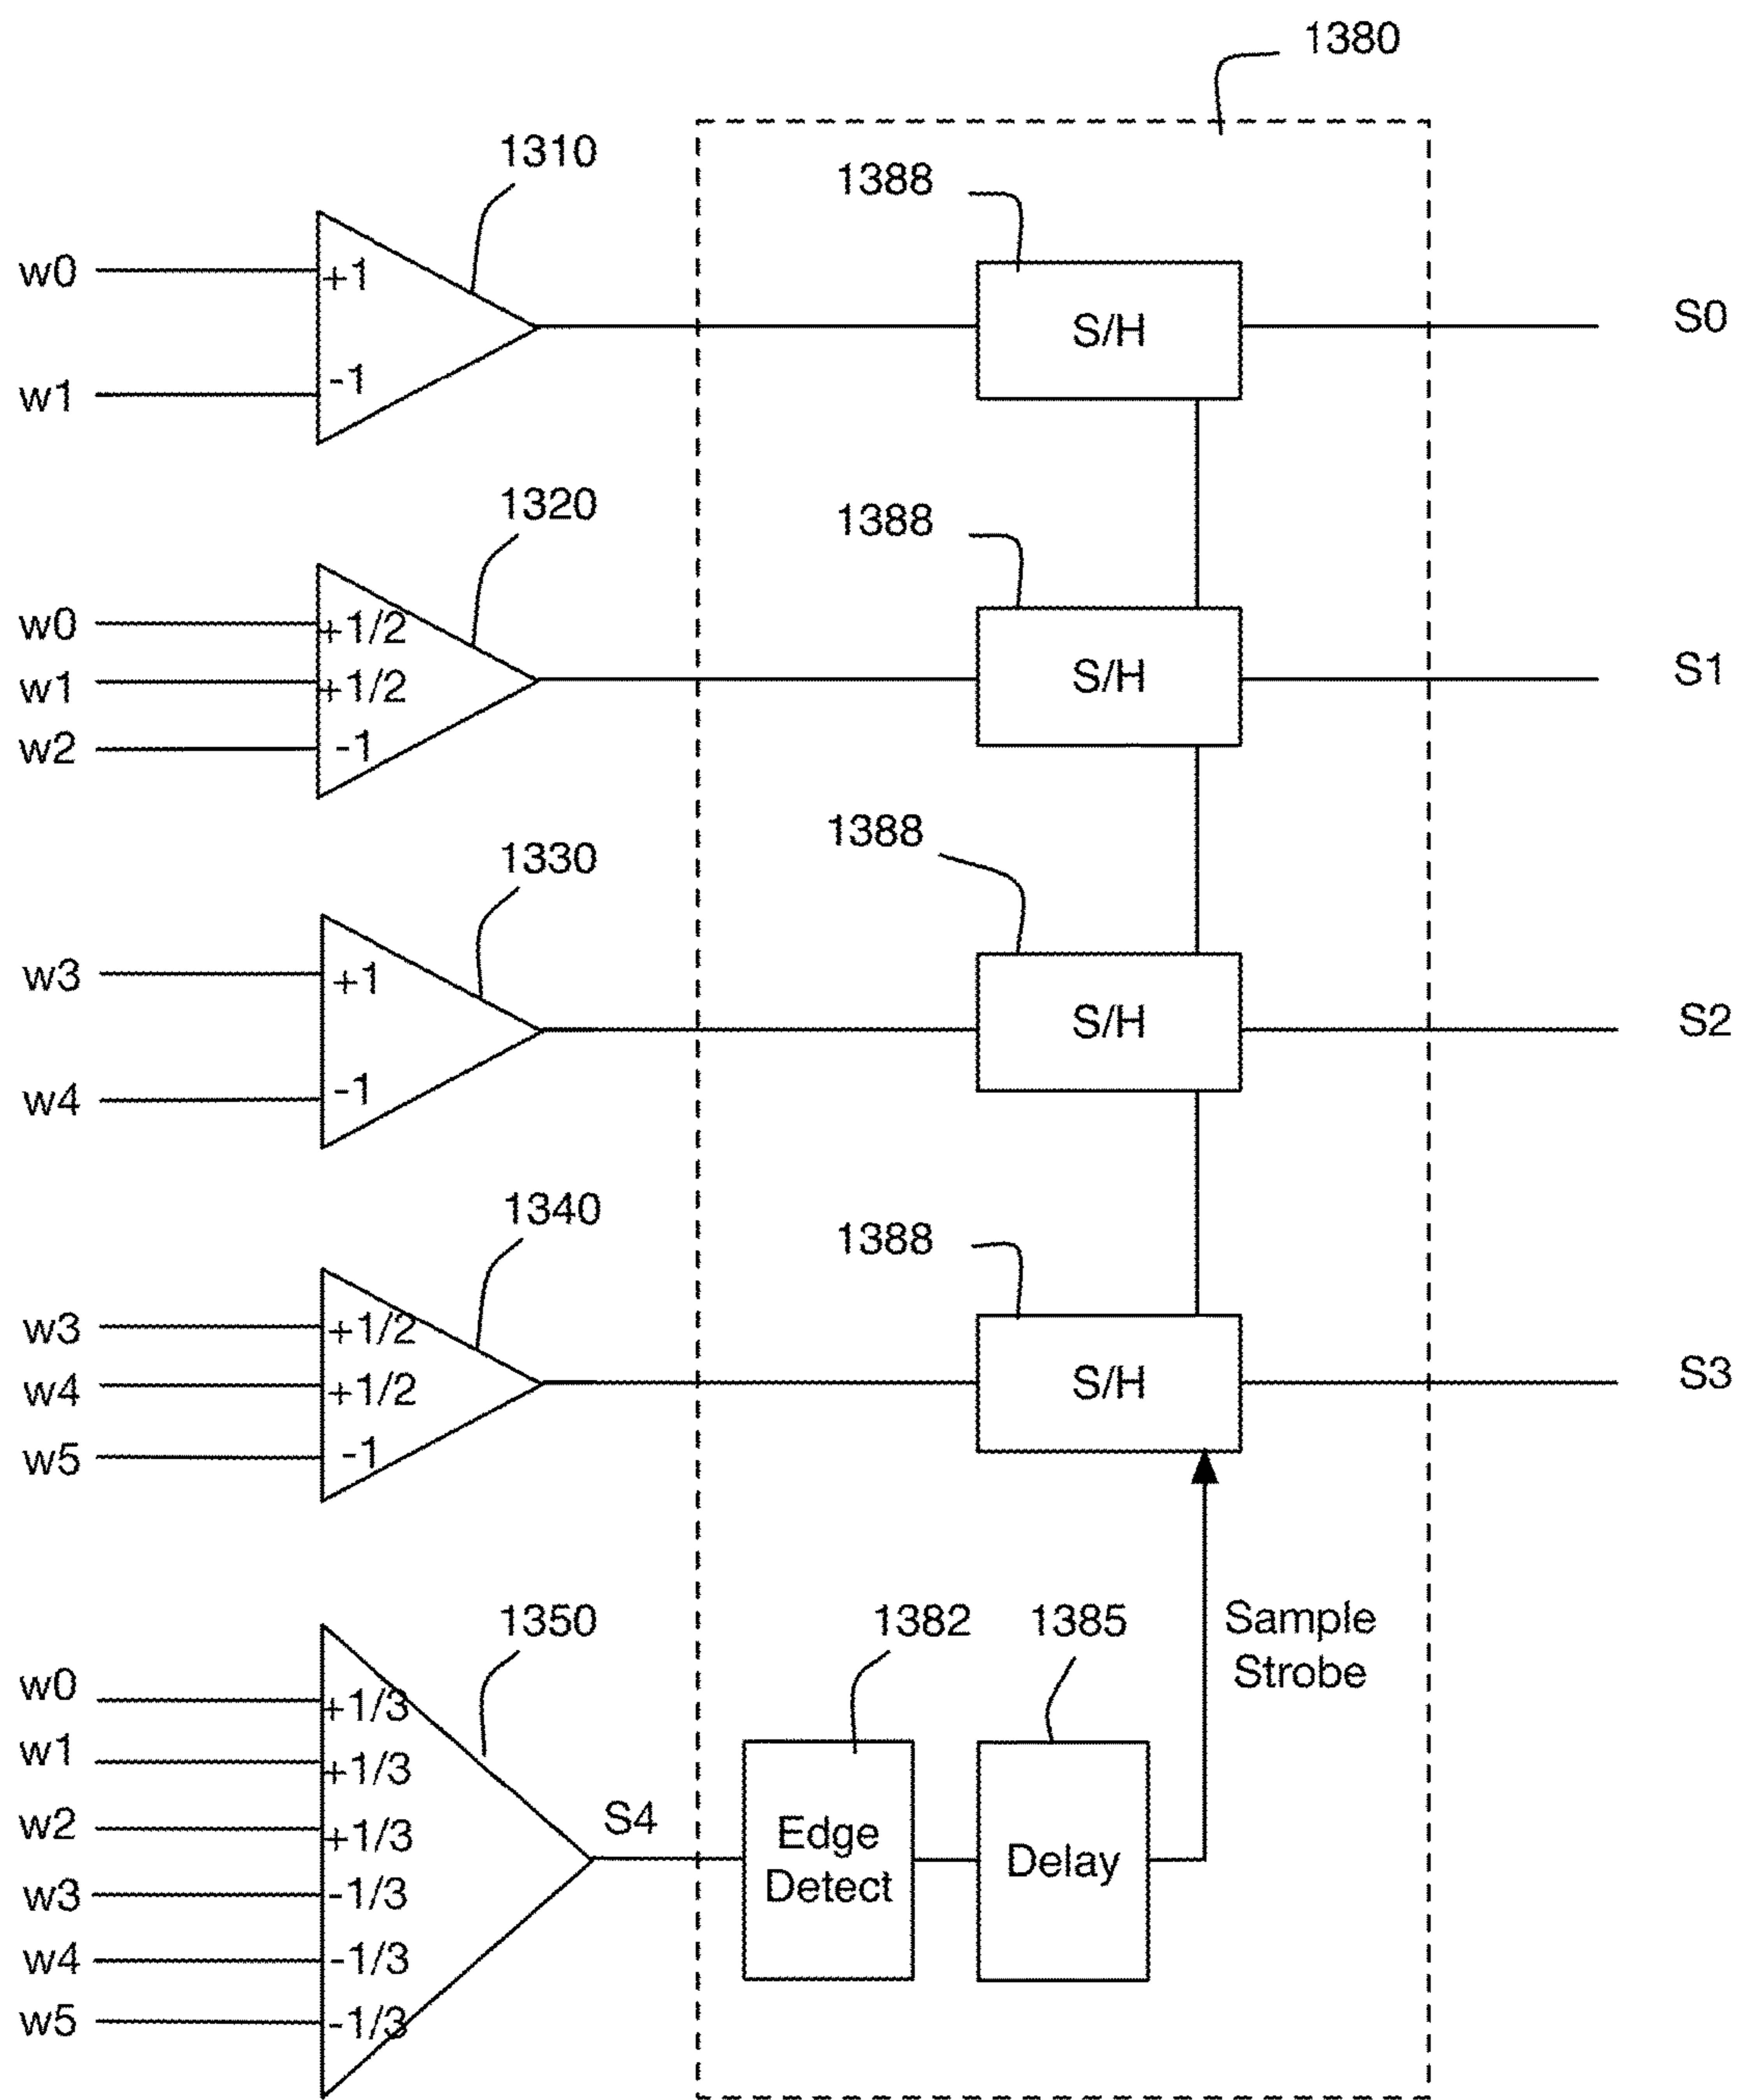 1380
1310
1388
w0
+1
S/H
S0
w1
-1
1320
1388
w0
+1/2
w1
+1/2
S/H
S1
w2
-1
1330
1388
w3
+1
S/H
S2
w4
-1
1340
1388
w3
+1/2
w4
+1/2
S/H
S3
w5
-1
1350
1382
1385
Sample
Strobe
w0
+1/3
w1
+1/3
w2
+1/3
S4
Edge
Detect
Delay
w3
-1/3
w4
-1/3
w5
-1/3